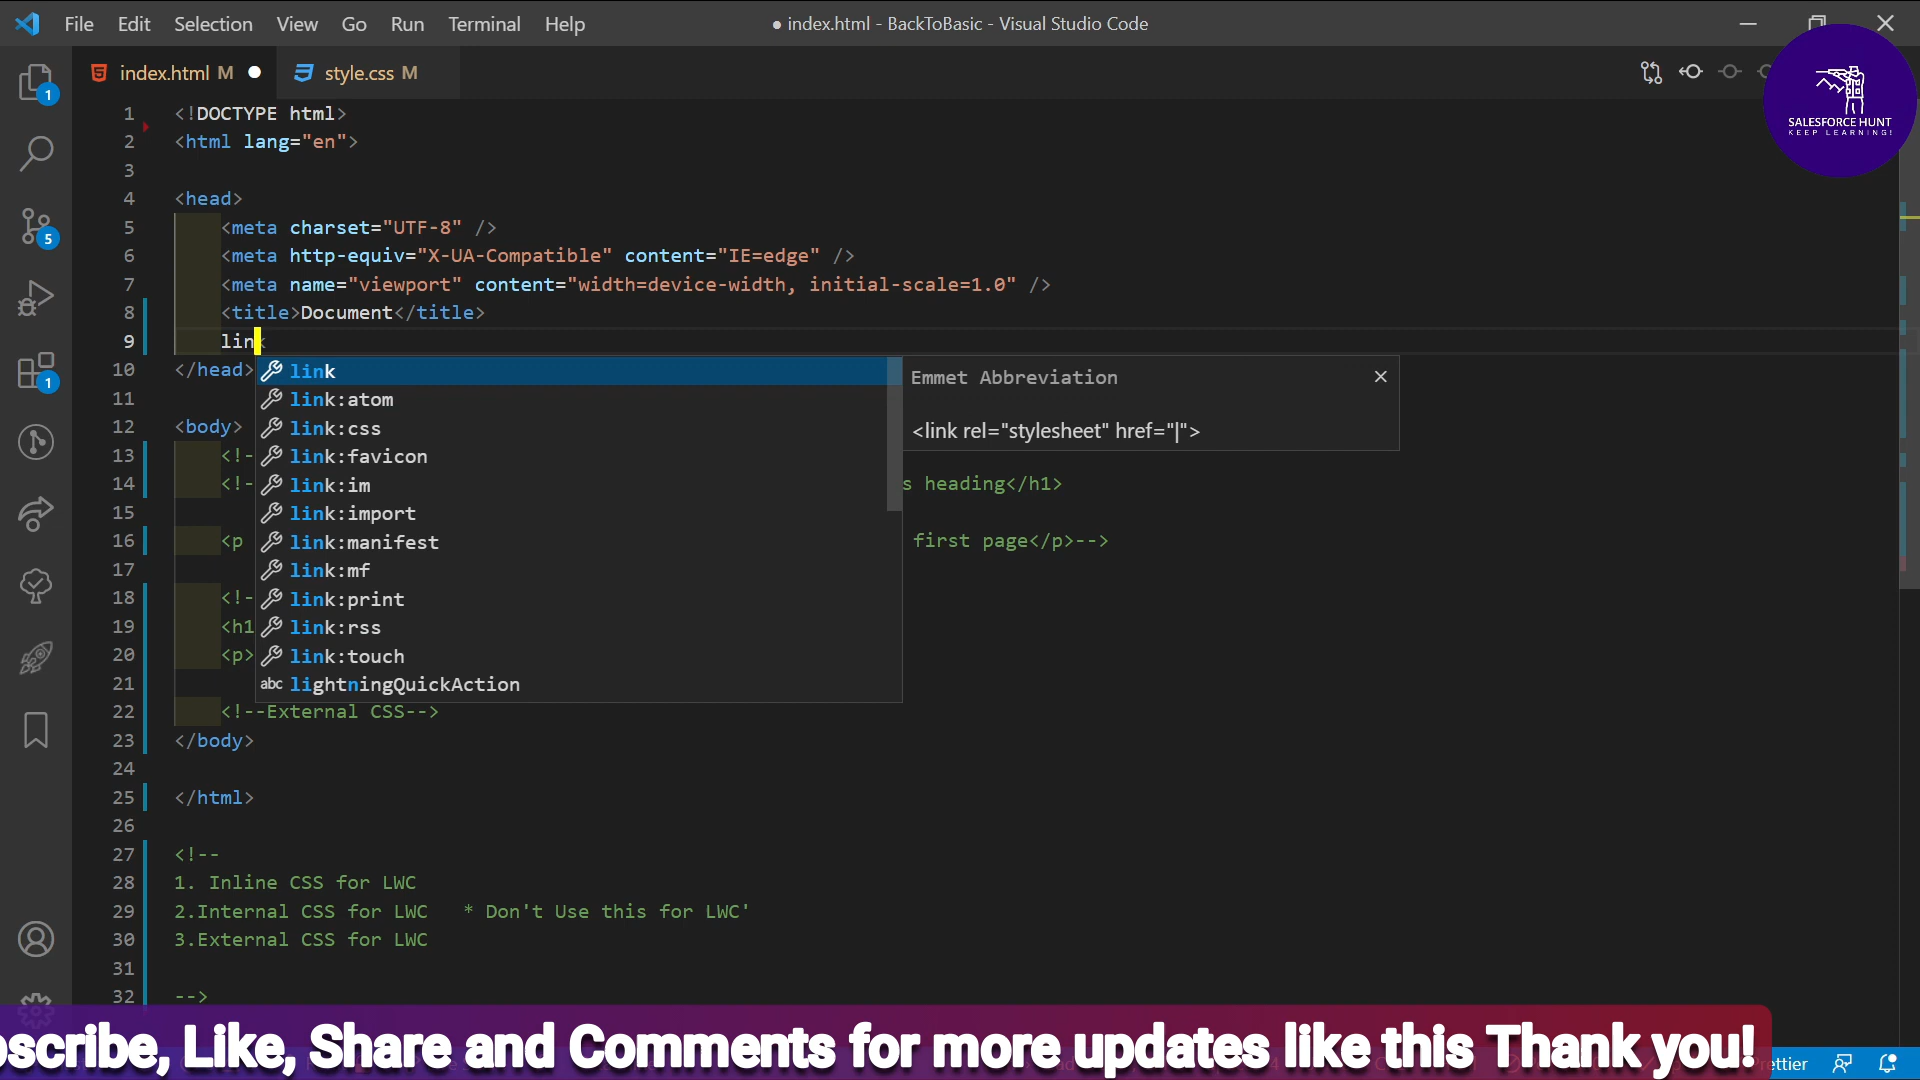 File Edit Selection View Go Run Terminal Help
● index.html - BackToBasic - Visual Studio Code
index.html M
style.css M
SALESFORCE HUNT
KEEP LEARNING!
1 <!DOCTYPE html>
2 <html lang="en">
3
4 <head>
5 <meta charset="UTF-8" />
6 <meta http-equiv="X-UA-Compatible" content="IE=edge" />
7 <meta name="viewport" content="width=device-width, initial-scale=1.0" />
8 <title>Document</title>
9 lin
10 </head>
link
Emmet Abbreviation
<link rel="stylesheet" href="|">
link:atom
link:css
link:favicon
link:im
link:import
link:manifest
link:mf
link:print
link:rss
link:touch
abc lightningQuickAction
11
12 <body>
13 <!-
14 <!- s heading</h1>
15
16 <p first page</p>-->
17
18 <!-
19 <h1
20 <p>
21
22 <!--External CSS-->
23 </body>
24
25 </html>
26
27 <!--
28 1. Inline CSS for LWC
29 2.Internal CSS for LWC * Don't Use this for LWC'
30 3.External CSS for LWC
31
32 -->
1
5
1
scribe, Like, Share and Comments for more updates like this Thank you!
ettier